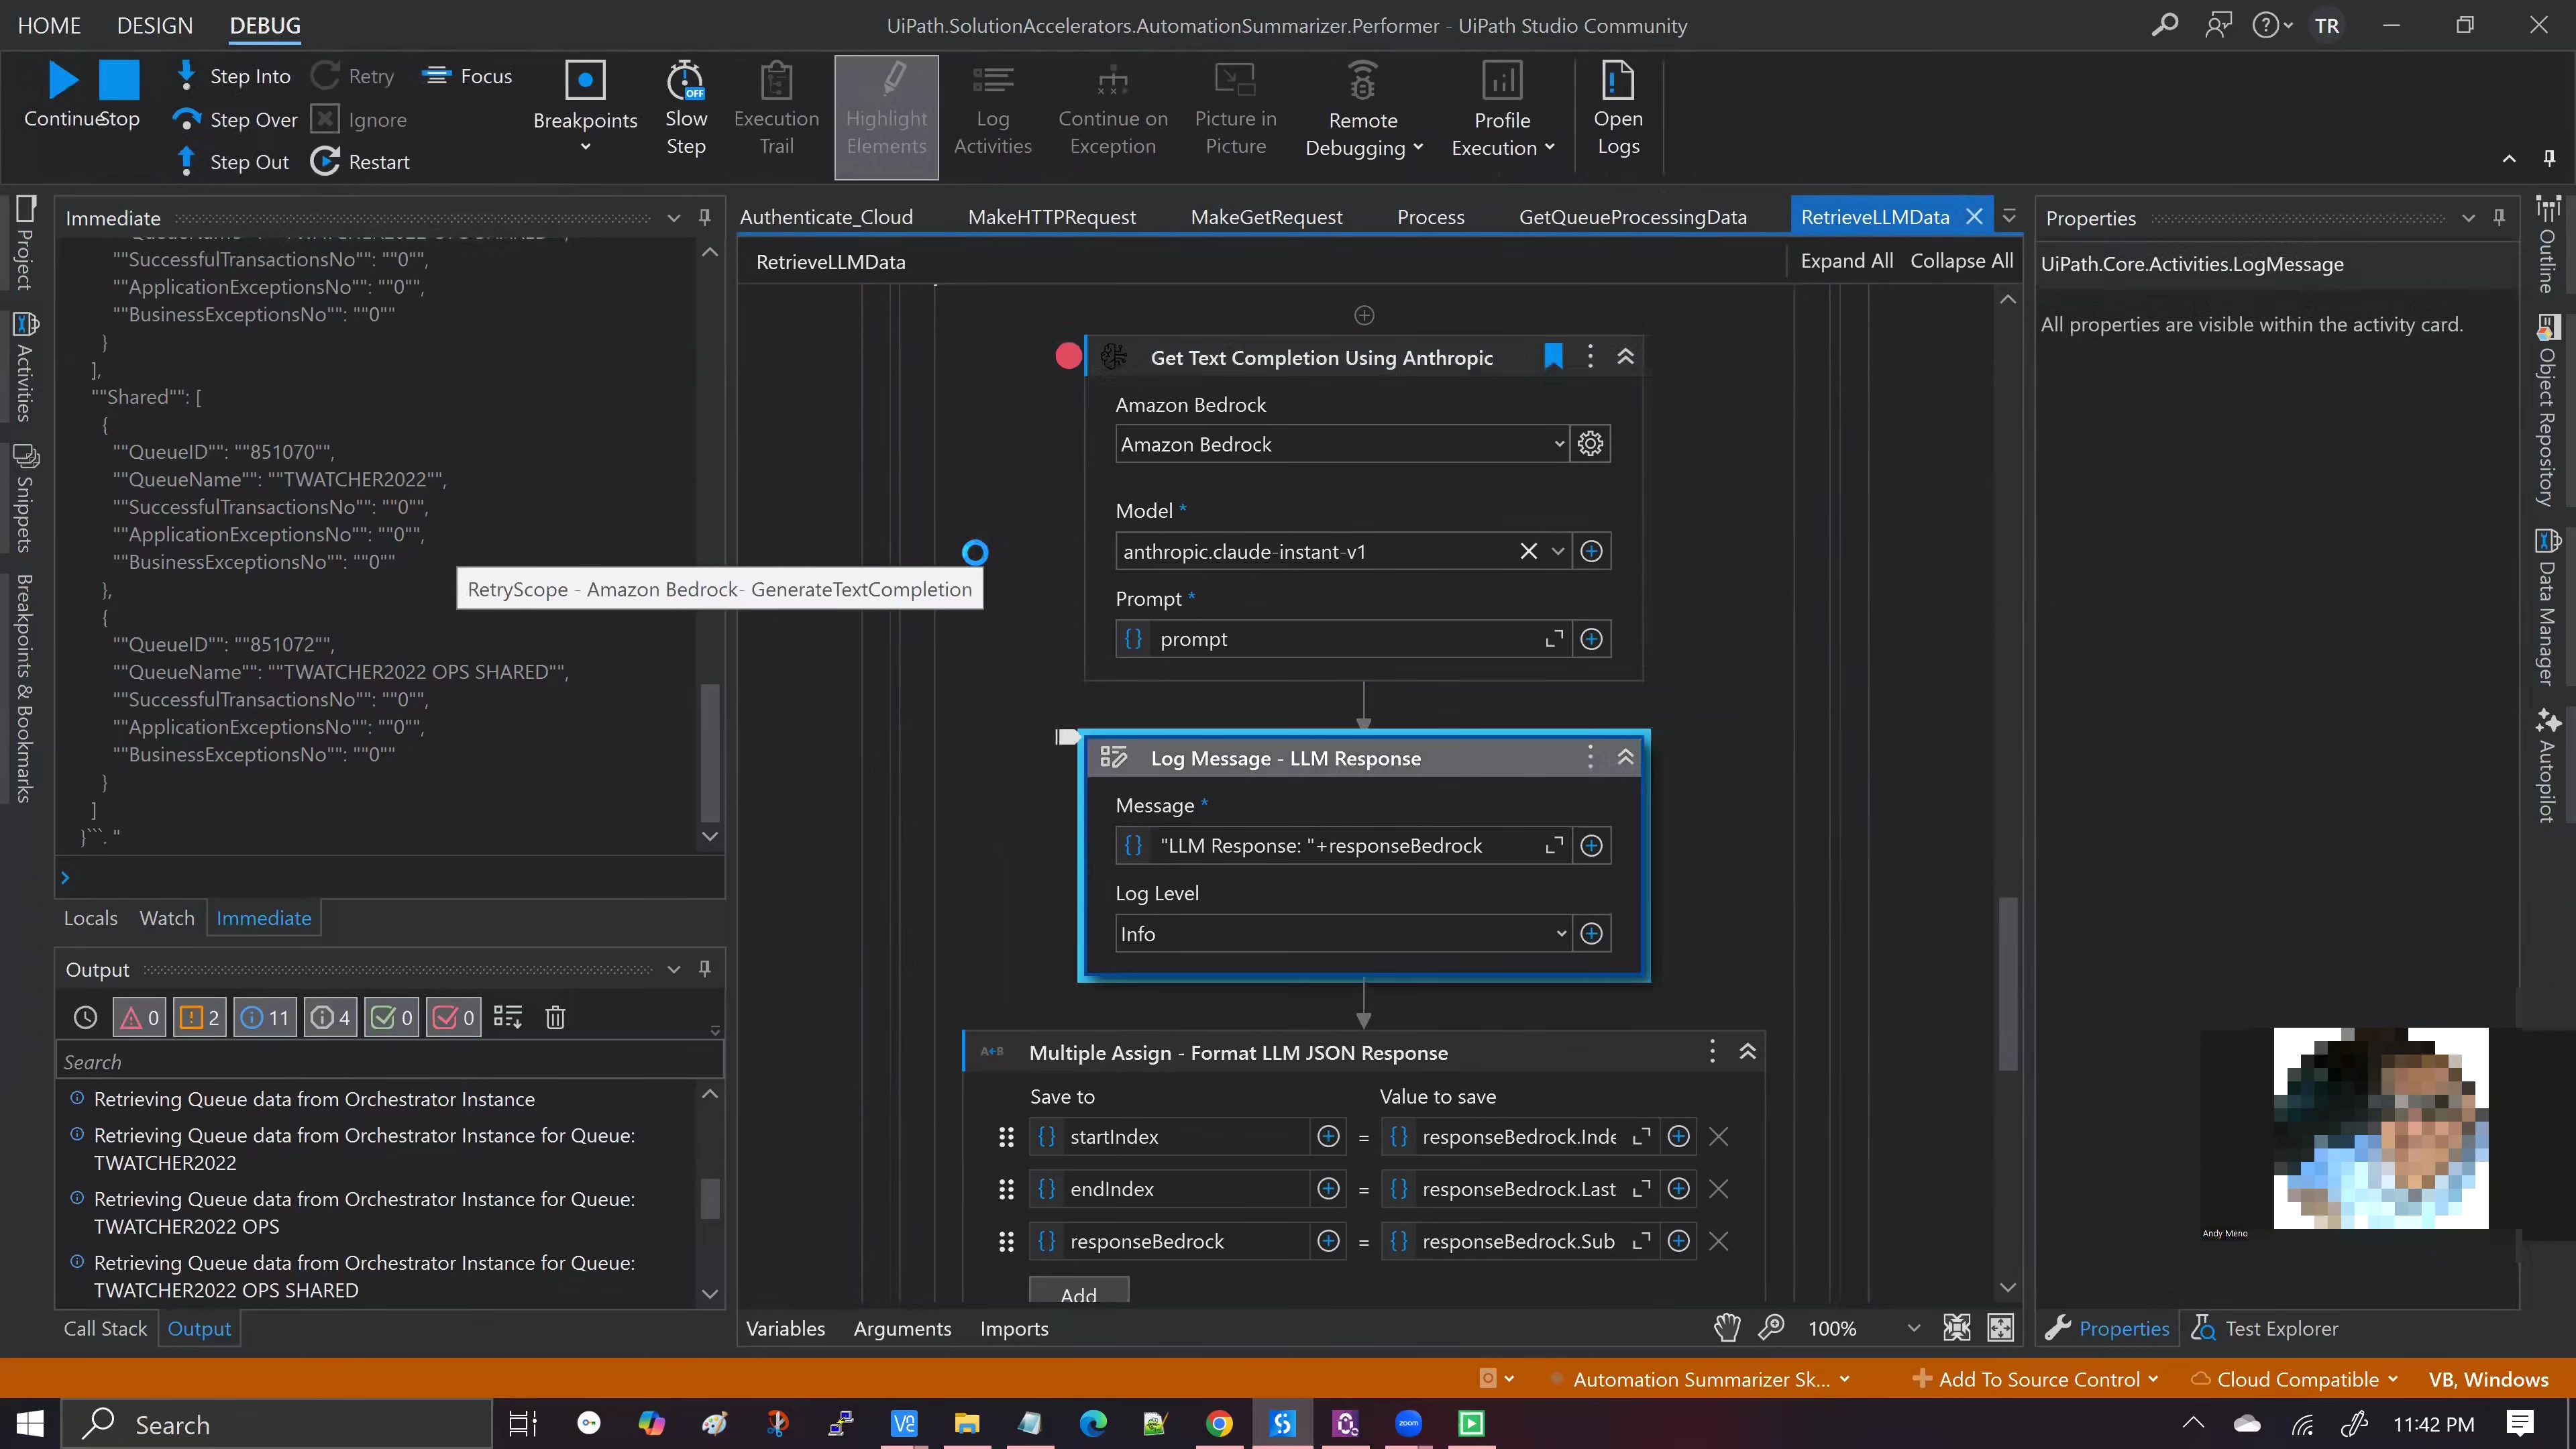 HOME DESIGN DEBUG
UiPath.SolutionAccelerators.AutomationSummarizer.Performer - UiPath Studio Community
TR
Continue
Stop
Step Into
Step Over
Step Out
Retry
Ignore
Restart
Focus
Breakpoints
OFF
Slow
Step
Execution
Trail
Highlight
Elements
Log
Activities
Continue on
Exception
Picture in
Picture
Remote
Debugging
Profile
Execution
Open
Logs
Project
Activities
Snippets
Breakpoints & Bookmarks
Immediate
""SuccessfulTransactionsNo"": ""0"",
""ApplicationExceptionsNo"": ""0"",
""BusinessExceptionsNo"": ""0""
}
],
""Shared"": [
{
""QueueID"": ""851070"",
""QueueName"": ""TWATCHER2022"",
""SuccessfulTransactionsNo"": ""0"",
""ApplicationExceptionsNo"": ""0"",
""BusinessExceptionsNo"": ""0""
},
{
""QueueID"": ""851072"",
""QueueName"": ""TWATCHER2022 OPS SHARED"",
""SuccessfulTransactionsNo"": ""0"",
""ApplicationExceptionsNo"": ""0"",
""BusinessExceptionsNo"": ""0""
}
]
}```. "
>
Locals Watch Immediate
RetryScope - Amazon Bedrock- GenerateTextCompletion
Output
0 2 11 4 0 0
Search
Retrieving Queue data from Orchestrator Instance
Retrieving Queue data from Orchestrator Instance for Queue:
TWATCHER2022
Retrieving Queue data from Orchestrator Instance for Queue:
TWATCHER2022 OPS
Retrieving Queue data from Orchestrator Instance for Queue:
TWATCHER2022 OPS SHARED
Call Stack Output
Authenticate_Cloud MakeHTTPRequest MakeGetRequest Process GetQueueProcessingData RetrieveLLMData
RetrieveLLMData
Expand All Collapse All
Get Text Completion Using Anthropic
Amazon Bedrock
Amazon Bedrock
Model *
anthropic.claude-instant-v1
Prompt *
prompt
Log Message - LLM Response
Message *
"LLM Response: "+responseBedrock
Log Level
Info
A←B
Multiple Assign - Format LLM JSON Response
Save to Value to save
startIndex = responseBedrock.Inde
endIndex = responseBedrock.Last
responseBedrock = responseBedrock.Sub
Add
Variables Arguments Imports
100%
Properties
UiPath.Core.Activities.LogMessage
All properties are visible within the activity card.
Outline
Object Repository
Data Manager
Autopilot
Andy Meno
Properties Test Explorer
Automation Summarizer Sk...
Add To Source Control
Cloud Compatible
VB, Windows
Search
zoom
11:42 PM